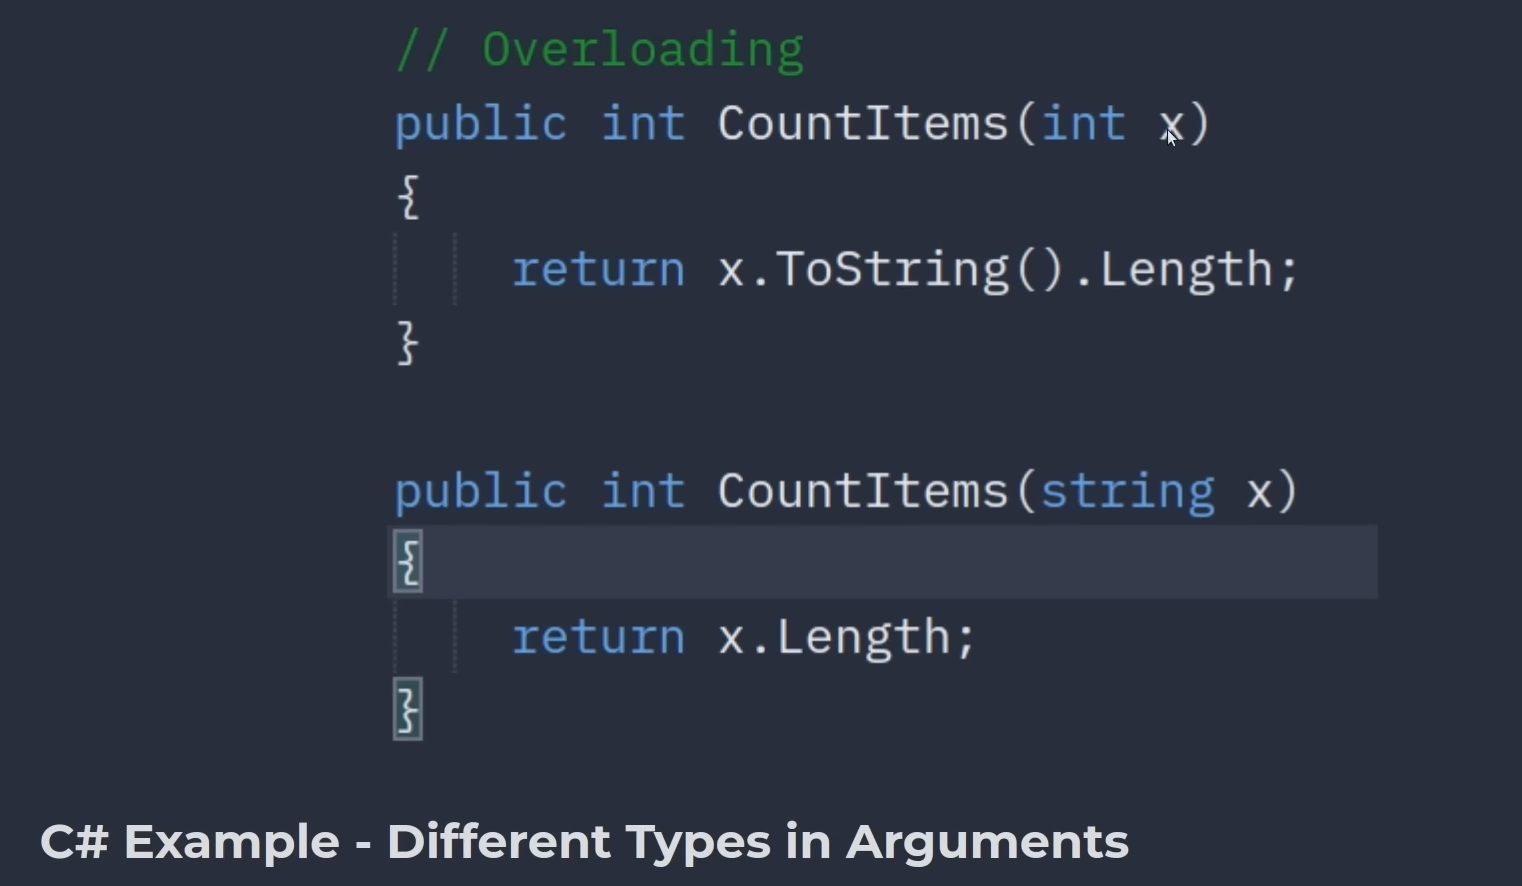 // Overloading
public int CountItems(int x)
{
return x.ToString().Length;
}
public int CountItems(string x)
{
return x.Length;
}
C# Example - Different Types in Arguments